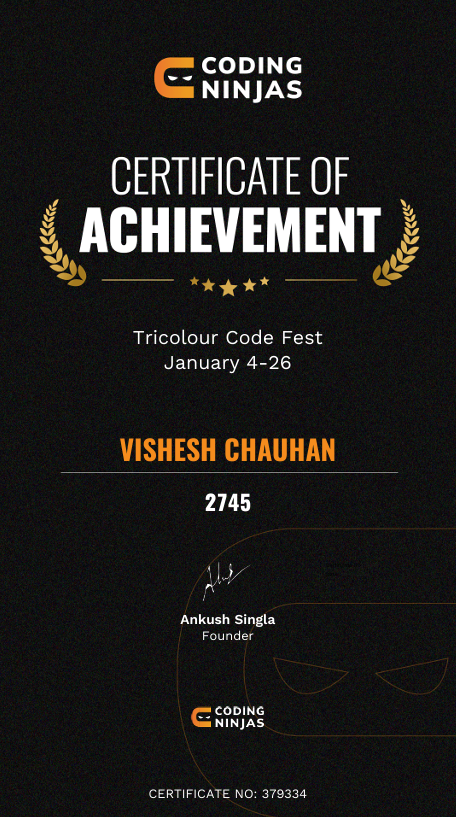 CODING
NINJAS
CERTIFICATE OF
ACHIEVEMENT
Tricolour Code Fest
January 4-26
VISHESH CHAUHAN
2745
Ankush Singla
Founder
CODING
NINJAS
CERTIFICATE NO: 379334